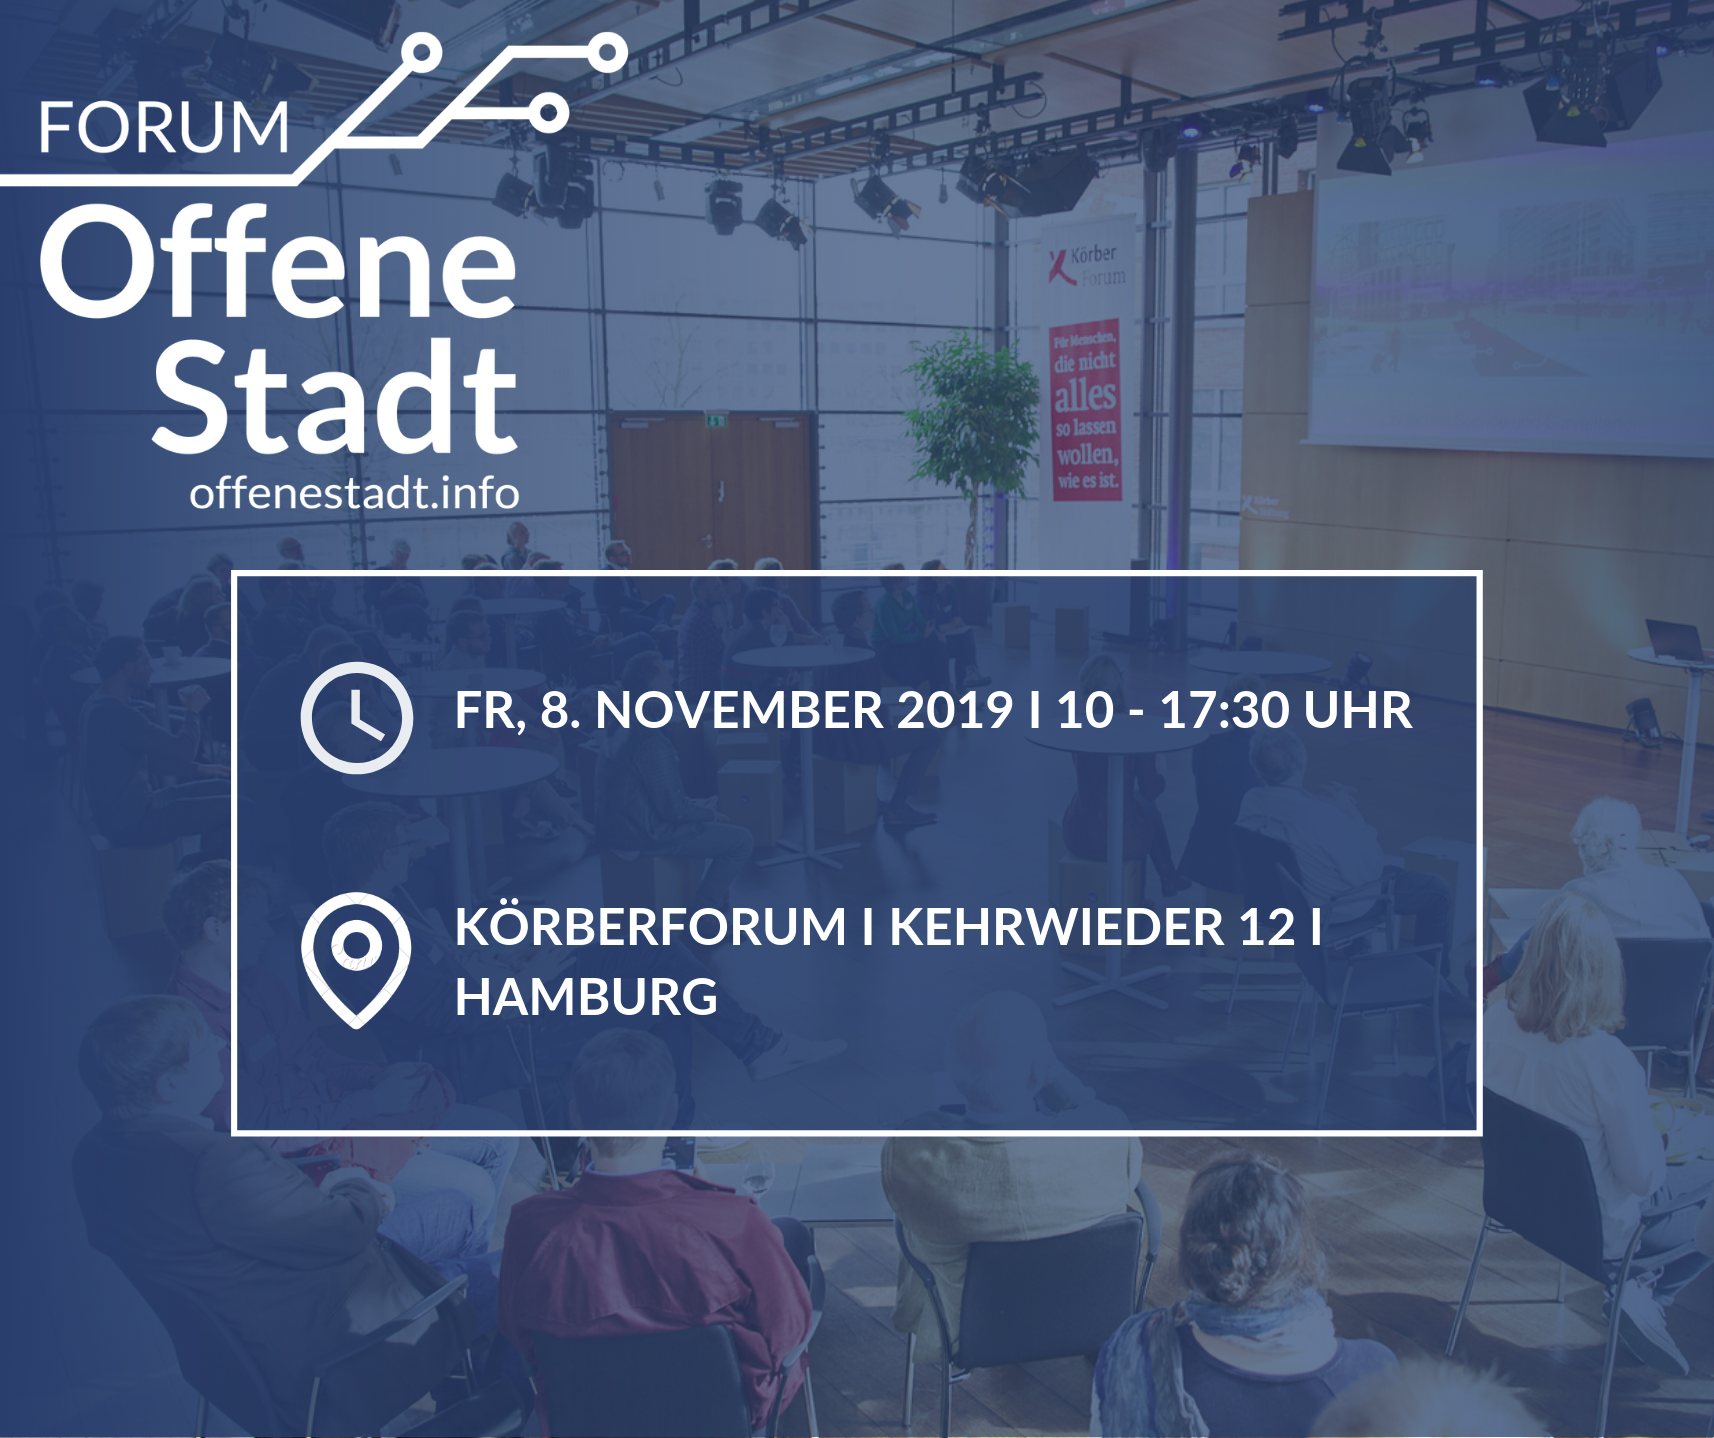 FORUM
Offene
Stadt
offenestadt.info
Körber
Forum
Für Menschen,
die nicht
alles
so lassen
wollen,
wie es ist.
Körber
FR, 8. NOVEMBER 2019 I 10 - 17:30 UHR
KÖRBERFORUM I KEHRWIEDER 12 I
HAMBURG